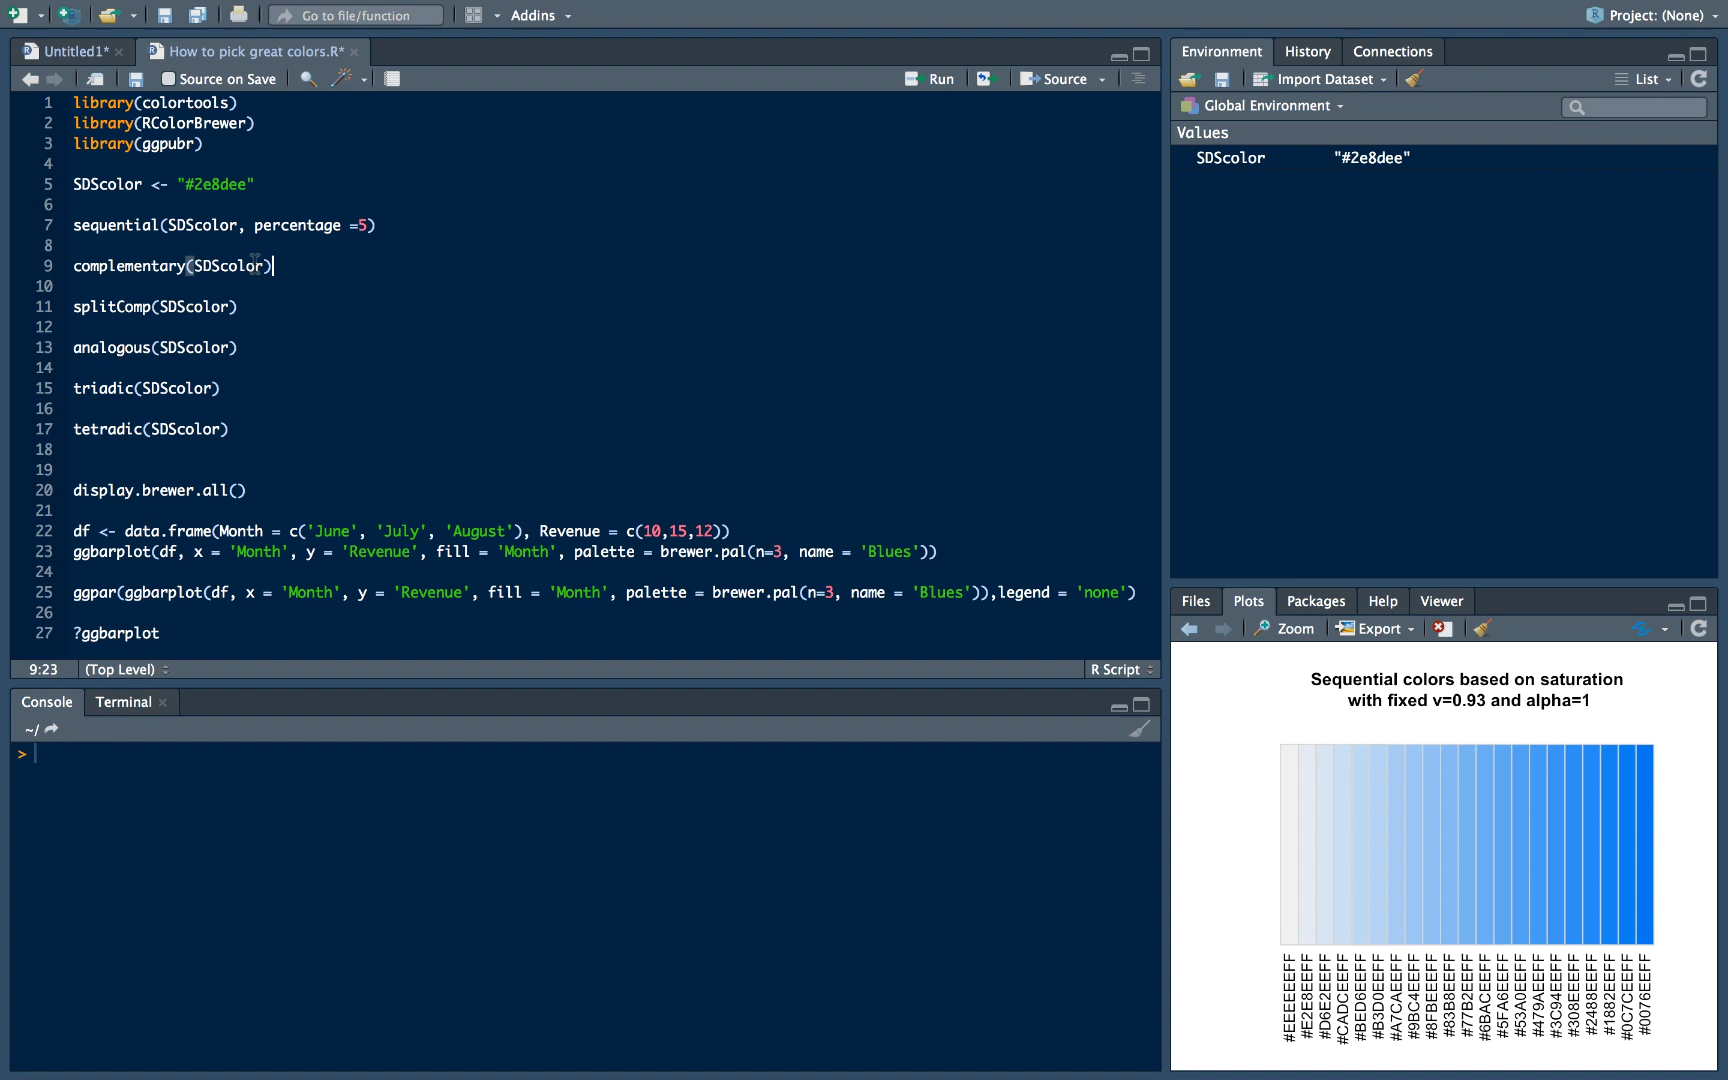 Go to file/function
Addins
Project: (None)
Untitled1*
How to pick great colors.R*
Source on Save
Run
Source
1 library(colortools)
2 library(RColorBrewer)
3 library(ggpubr)
4
5 SDScolor <- "#2e8dee"
6
7 sequential(SDScolor, percentage =5)
8
9 complementary(SDScolor)
10
11 splitComp(SDScolor)
12
13 analogous(SDScolor)
14
15 triadic(SDScolor)
16
17 tetradic(SDScolor)
18
19
20 display.brewer.all()
21
22 df <- data.frame(Month = c('June', 'July', 'August'), Revenue = c(10,15,12))
23 ggbarplot(df, x = 'Month', y = 'Revenue', fill = 'Month', palette = brewer.pal(n=3, name = 'Blues'))
24
25 ggpar(ggbarplot(df, x = 'Month', y = 'Revenue', fill = 'Month', palette = brewer.pal(n=3, name = 'Blues')),legend = 'none')
26
27 ?ggbarplot
9:23 (Top Level) R Script
Console Terminal
~/
>
Environment History Connections
Import Dataset List
Global Environment
Values
SDScolor "#2e8dee"
Files Plots Packages Help Viewer
Zoom Export
Sequential colors based on saturation
with fixed v=0.93 and alpha=1
#EEEEEEFF
#E2E8EEFF
#D6E2EEFF
#CADCEEFF
#BED6EEFF
#B3D0EEFF
#A7CAEEFF
#9BC4EEFF
#8FBEEEFF
#83B8EEFF
#77B2EEFF
#6BACEEFF
#5FA6EEFF
#53A0EEFF
#479AEEFF
#3C94EEFF
#308EEEFF
#2488EEFF
#1882EEFF
#0C7CEEFF
#0076EEFF